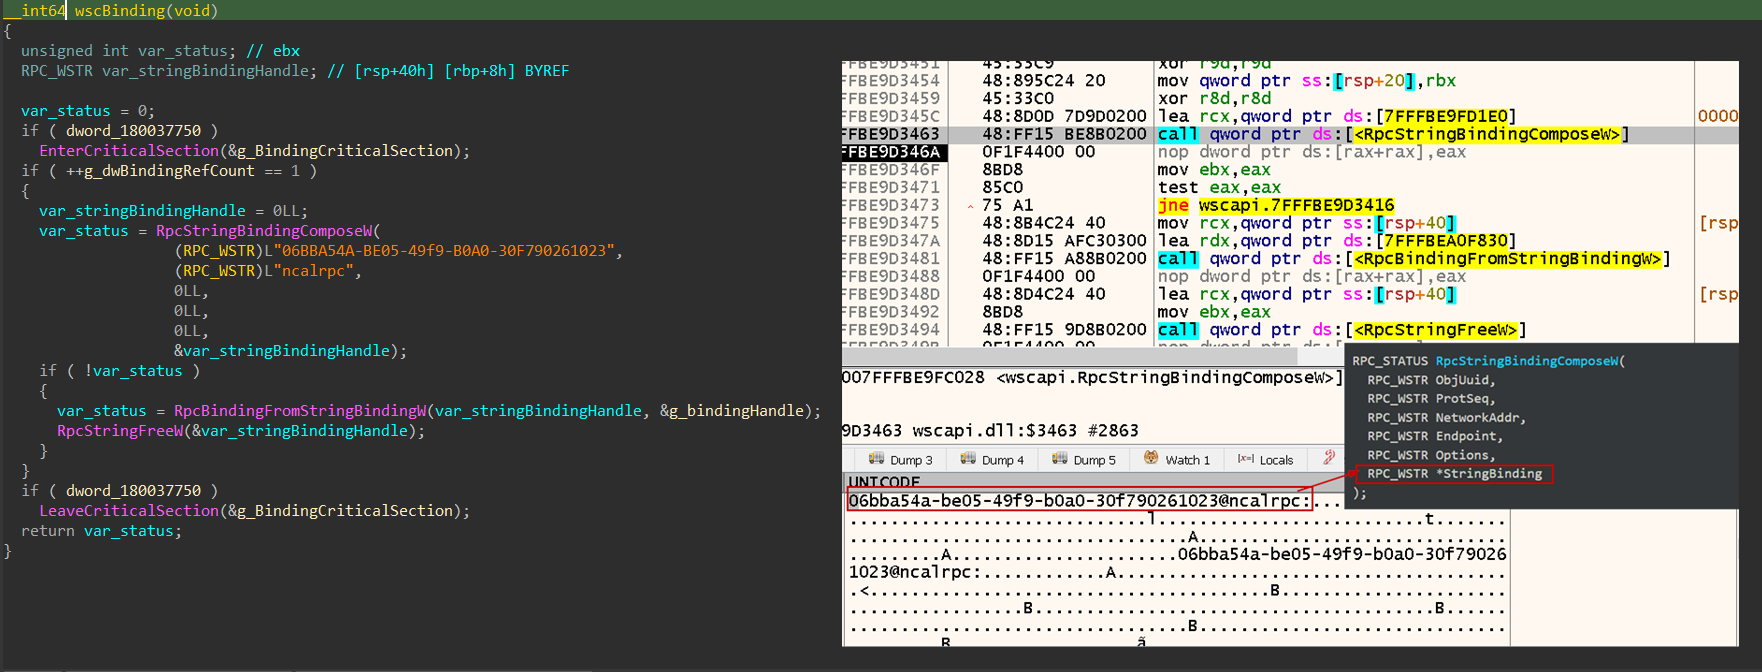 __int64 wscBinding(void)
{
unsigned int var_status; // ebx
RPC_WSTR var_stringBindingHandle; // [rsp+40h] [rbp+8h] BYREF
var_status = 0;
if ( dword_180037750 )
EnterCriticalSection(&g_BindingCriticalSection);
if ( ++g_dwBindingRefCount == 1 )
{
var_stringBindingHandle = 0LL;
var_status = RpcStringBindingComposeW(
(RPC_WSTR)L"06BBA54A-BE05-49f9-B0A0-30F790261023",
(RPC_WSTR)L"ncalrpc",
0LL,
0LL,
0LL,
&var_stringBindingHandle);
if ( !var_status )
{
var_status = RpcBindingFromStringBindingW(var_stringBindingHandle, &g_bindingHandle);
RpcStringFreeW(&var_stringBindingHandle);
}
}
if ( dword_180037750 )
LeaveCriticalSection(&g_BindingCriticalSection);
return var_status;
}
FFBE9D3451 45:33C9 xor r9d,r9d
FFBE9D3454 48:895C24 20 mov qword ptr ss:[rsp+20],rbx
FFBE9D3459 45:33C0 xor r8d,r8d
FFBE9D345C 48:8D0D 7D9D0200 lea rcx,qword ptr ds:[7FFFBE9FD1E0] 0000
FFBE9D3463 48:FF15 BE8B0200 call qword ptr ds:[<RpcStringBindingComposeW>]
FFBE9D346A 0F1F4400 00 nop dword ptr ds:[rax+rax],eax
FFBE9D346F 8BD8 mov ebx,eax
FFBE9D3471 85C0 test eax,eax
FFBE9D3473 75 A1 jne wscapi.7FFFBE9D3416
FFBE9D3475 48:8B4C24 40 mov rcx,qword ptr ss:[rsp+40] [rsp
FFBE9D347A 48:8D15 AFC30300 lea rdx,qword ptr ds:[7FFFBEA0F830]
FFBE9D3481 48:FF15 A88B0200 call qword ptr ds:[<RpcBindingFromStringBindingW>]
FFBE9D3488 0F1F4400 00 nop dword ptr ds:[rax+rax],eax
FFBE9D348D 48:8D4C24 40 lea rcx,qword ptr ss:[rsp+40] [rsp
FFBE9D3492 8BD8 mov ebx,eax
FFBE9D3494 48:FF15 9D8B0200 call qword ptr ds:[<RpcStringFreeW>]
007FFFBE9FC028 <wscapi.RpcStringBindingComposeW>]
9D3463 wscapi.dll:$3463 #2863
Dump 3 Dump 4 Dump 5 Watch 1 [x=] Locals
UNICODE
06bba54a-be05-49f9-b0a0-30f790261023@ncalrpc:....
.........A.......................06bba54a-be05-49f9-b0a0-30f79026
1023@ncalrpc:............A...................................
RPC_STATUS RpcStringBindingComposeW(
RPC_WSTR ObjUuid,
RPC_WSTR ProtSeq,
RPC_WSTR NetworkAddr,
RPC_WSTR Endpoint,
RPC_WSTR Options,
RPC_WSTR *StringBinding
);